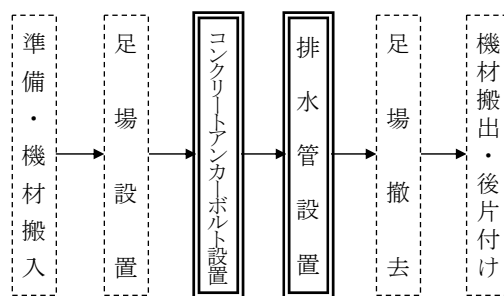 準備・機材搬入
足場設置
コンクリートアンカーボルト設置
排水管設置
足場撤去
機材搬出・後片付け